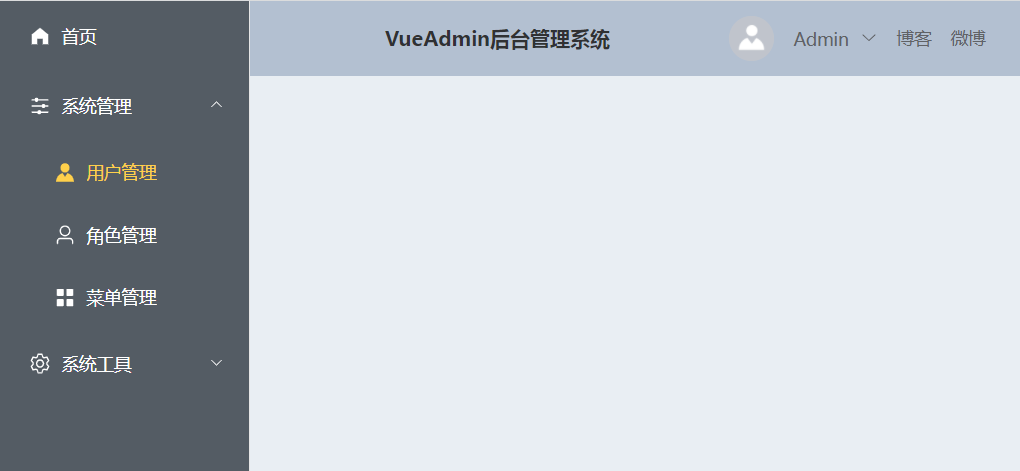 首页
系统管理
用户管理
角色管理
菜单管理
系统工具
VueAdmin后台管理系统
Admin
博客
微博